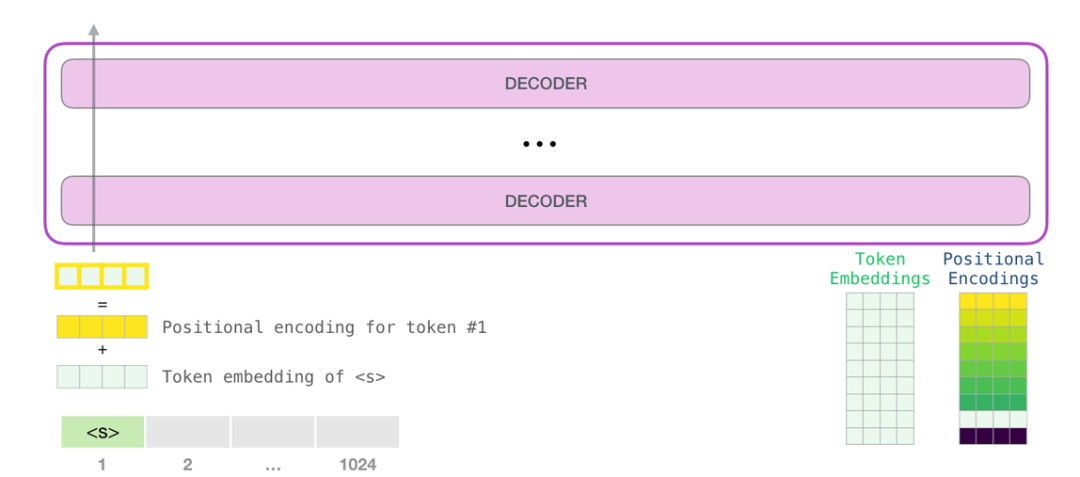 DECODER
...
DECODER
Token Embeddings
Positional Encodings
=
Positional encoding for token #1
+
Token embedding of <s>
<s>
1 2 ... 1024